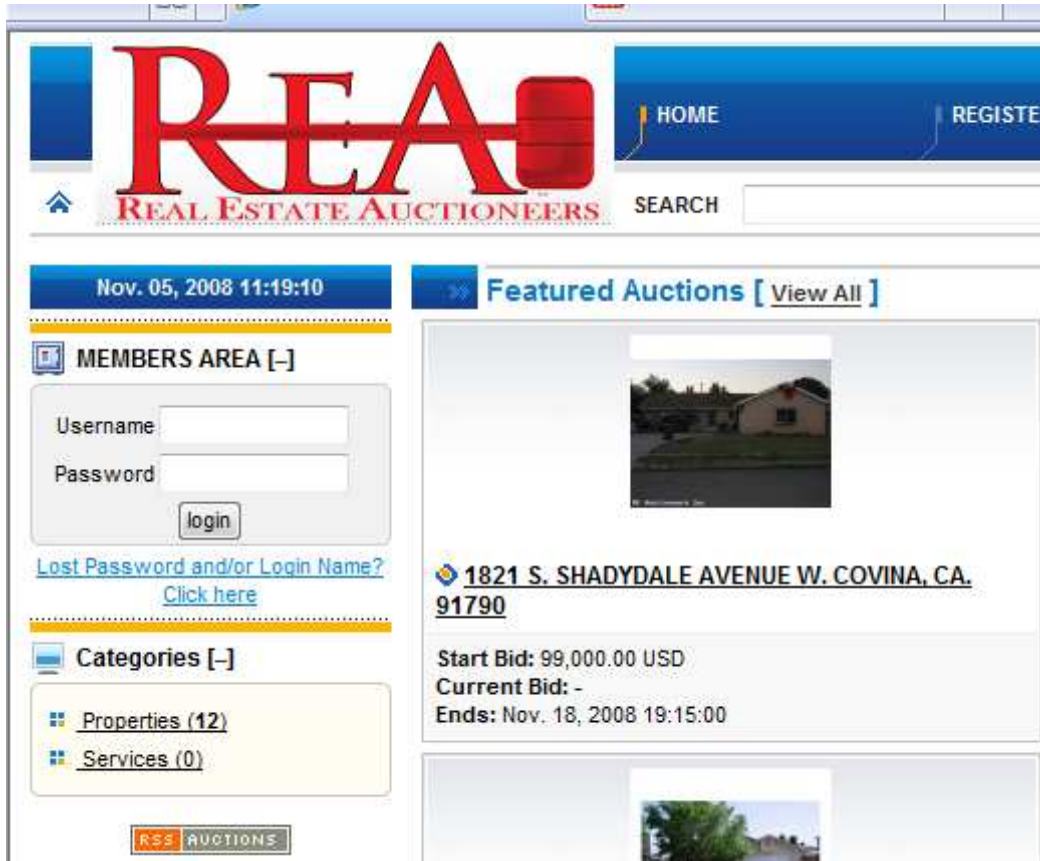 REA
REAL ESTATE AUCTIONEERS
HOME
REGISTE
SEARCH
Nov. 05, 2008 11:19:10
MEMBERS AREA [–]
Username
Password
login
Lost Password and/or Login Name?
Click here
Categories [–]
Properties (12)
Services (0)
RSS AUCTIONS
Featured Auctions [ View All ]
1821 S. SHADYDALE AVENUE W. COVINA, CA.
91790
Start Bid: 99,000.00 USD
Current Bid: -
Ends: Nov. 18, 2008 19:15:00